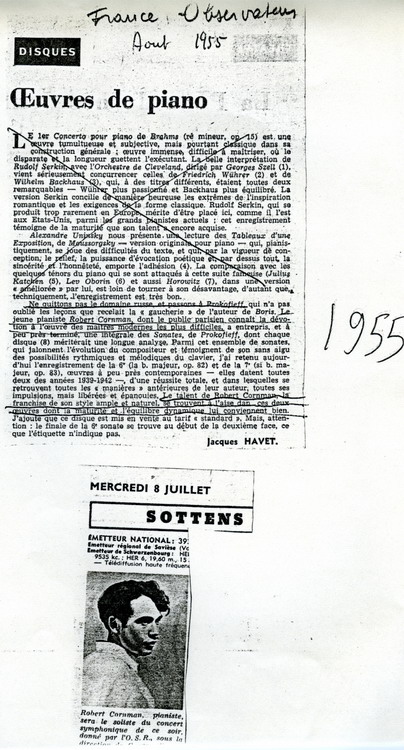 France Observateur
Aout 1955
DISQUES
Œuvres de piano
LE 1er Concerto pour piano de Brahms (ré mineur, op. 15) est une
œuvre tumultueuse et subjective, mais pourtant classique dans sa
construction générale ; œuvre immense, difficile à maîtriser, où le
disparate et la longueur guettent l'exécutant. La belle interprétation de
Rudolf Serkin, avec l'Orchestre de Cleveland, dirigé par Georges Szell (1),
vient sérieusement concurrencer celles de Friedrich Wührer (2) et de
Wilhelm Backhaus (3), qui, à des titres différents, étaient toutes deux
remarquables — Wührer plus passionné et Backhaus plus équilibré. La
version Serkin concilie de manière heureuse les extrêmes de l'inspiration
romantique et les exigences de la forme classique. Rudolf Serkin, qui se
produit trop rarement en Europe, mérite d'être placé ici, comme il l'est
aux Etats-Unis, parmi les grands pianistes actuels ; cet enregistrement
témoigne de la maturité que son talent a encore acquise.
Alexandre Uninsky nous présente une lecture des Tableaux d'une
Exposition, de Moussorgsky — version originale pour piano — qui, pianis-
tiquement, se joue des difficultés du texte, et qui, par la vigueur de con-
ception, le relief, la puissance d'évocation poétique et, par dessus tout, la
sincérité et l'honnêteté, emporte l'adhésion (4). La comparaison avec les
quelques ténors du piano qui se sont attaqués à cette suite fameuse (Julius
Katchen (5), Lev Oborin (6) et aussi Horowitz (7), dans une version
« améliorée » par lui, est loin de tourner à son désavantage, d'autant que,
techniquement, l'enregistrement est très bon.
Ne quittons pas le domaine russe et passons à Prokofieff, qui n'a pas
oublié les leçons que recelait la « gaucherie » de l'auteur de Boris. Le
jeune pianiste Robert Cornman, dont le public parisien connaît la dévo-
tion à l'œuvre des maîtres modernes les plus difficiles, a entrepris, et à
peu près terminé, une intégrale des Sonates, de Prokofieff, dont chaque
disque (8) mériterait une longue analyse. Parmi cet ensemble de sonates,
qui jalonnent l'évolution du compositeur et témoignent de son sans aigu
des possibilités rythmiques et mélodiques du clavier, j'ai retenu aujour-
d'hui l'enregistrement de la 6e (la b. majeur, op. 82) et de la 7e (si b. ma-
jeur, op. 83), œuvres à peu près contemporaines — elles datent toutes
deux des années 1939-1942 —, d'une réussite totale, et dans lesquelles se
retrouvent toutes les « manières » antérieures de leur auteur, toutes ses
impulsions, mais libérées et épanouies. Le talent de Robert Cornman, la
franchise de son style ample et naturel, se trouvent à l'aise dans ces deux
œuvres dont la maturité et l'équilibre dynamique lui conviennent bien.
J'ajoute que ce disque est mis en vente au tarif « standard ». Mais, atten-
tion : le finale de la 6e sonate se trouve au début de la deuxième face, ce
que l'étiquette n'indique pas.
Jacques HAVET.
1955
MERCREDI 8 JUILLET
SOTTENS
EMETTEUR NATIONAL : 39
Emetteur régional de Savièse (Vc
Emetteur de Schwarzenbourg : HEI
9535 kc. ; HER 6, 19,60 m., 15
— Télédiffusion haute fréquen
Robert Cornman, pianiste,
sera le soliste du concert
symphonique de ce soir,
donné par l'O.S.R., sous la